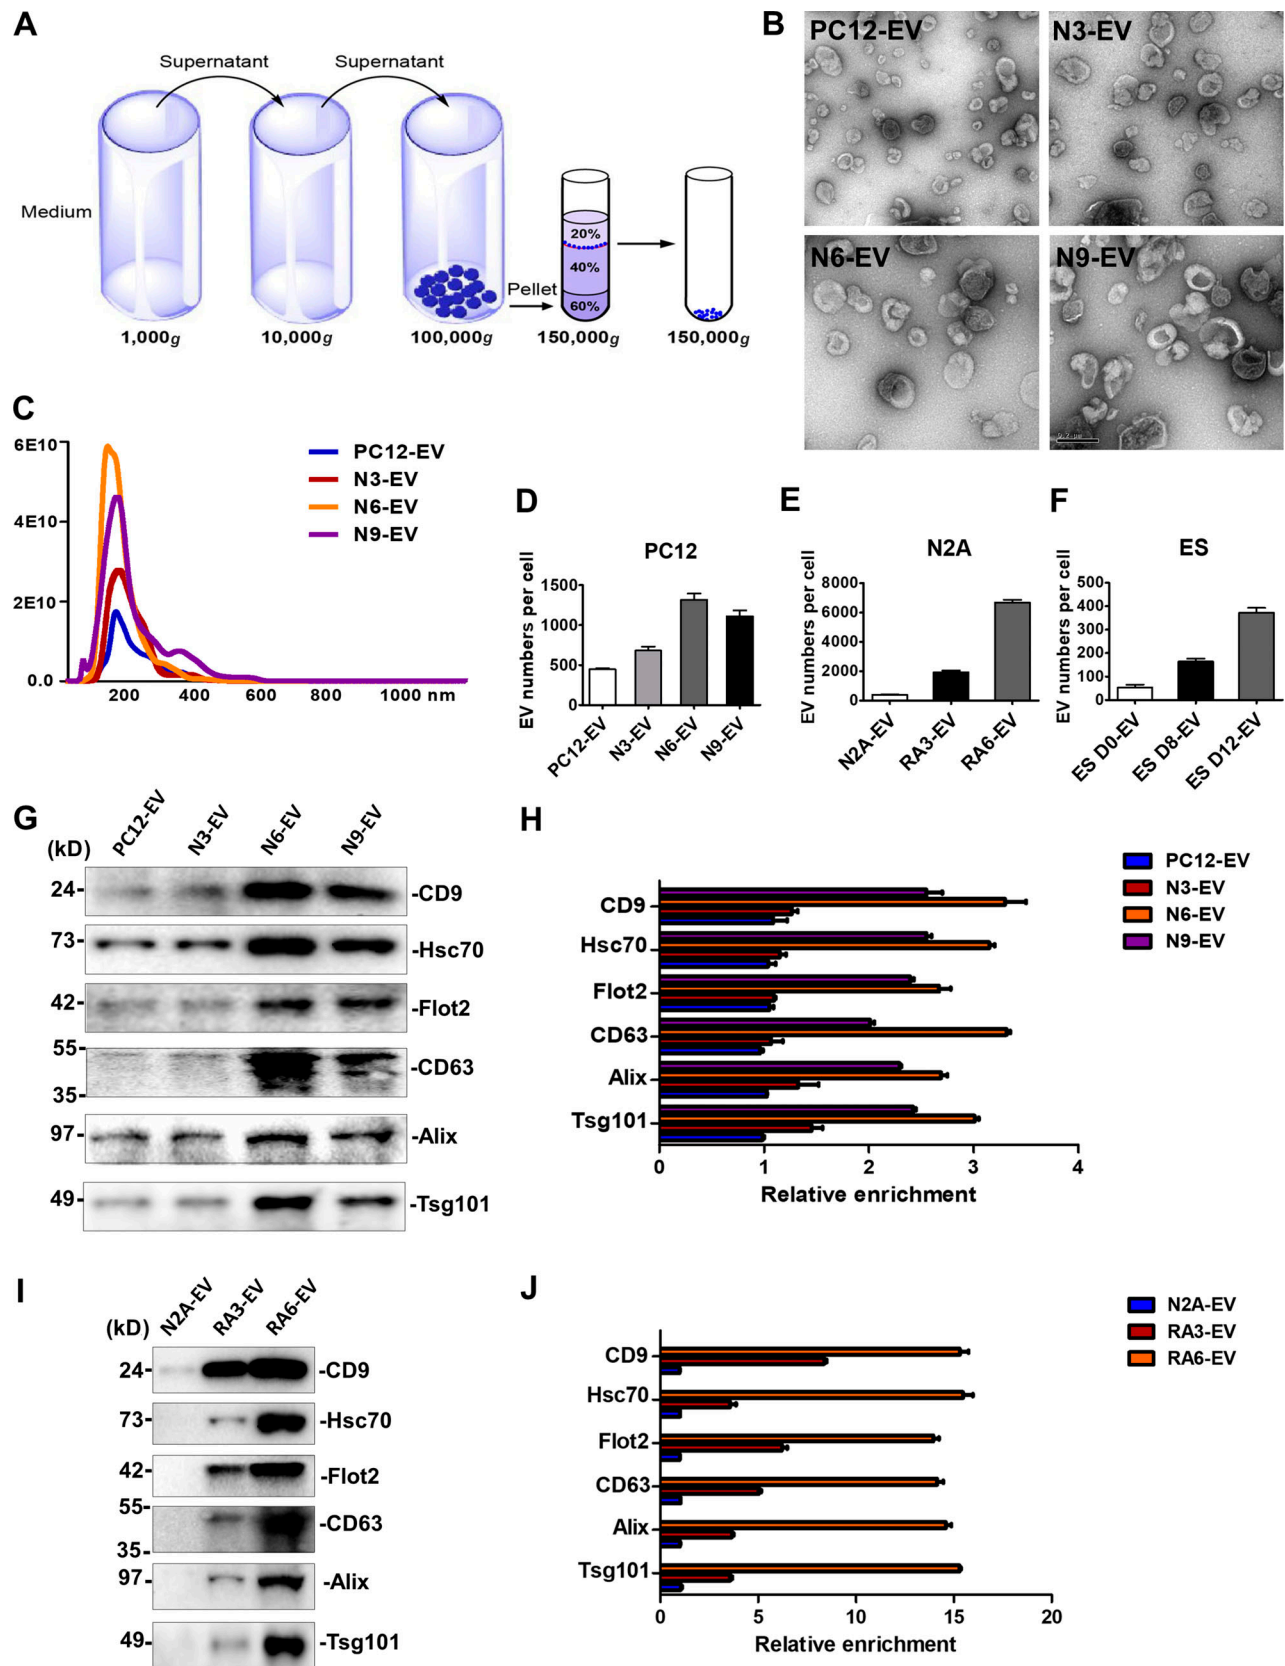 A
Supernatant
Supernatant
Medium
20%
40%
60%
Pellet
1,000g
10,000g
100,000g
150,000g
150,000g
B
PC12-EV
N3-EV
N6-EV
N9-EV
0.2 µm
C
6E10
4E10
2E10
0.0
200
400
600
800
1000 nm
PC12-EV
N3-EV
N6-EV
N9-EV
D
PC12
EV numbers per cell
1500
1000
500
0
PC12-EV
N3-EV
N6-EV
N9-EV
E
N2A
EV numbers per cell
8000
6000
4000
2000
0
N2A-EV
RA3-EV
RA6-EV
F
ES
EV numbers per cell
500
400
300
200
100
0
ES D0-EV
ES D8-EV
ES D12-EV
G
PC12-EV
N3-EV
N6-EV
N9-EV
(kD)
24- -CD9
73- -Hsc70
42- -Flot2
55-
-CD63
35-
97- -Alix
49- -Tsg101
H
PC12-EV
N3-EV
N6-EV
N9-EV
CD9
Hsc70
Flot2
CD63
Alix
Tsg101
0 1 2 3 4
Relative enrichment
I
N2A-EV
RA3-EV
RA6-EV
(kD)
24- -CD9
73- -Hsc70
42- -Flot2
55-
-CD63
35-
97- -Alix
49- -Tsg101
J
N2A-EV
RA3-EV
RA6-EV
CD9
Hsc70
Flot2
CD63
Alix
Tsg101
0 5 10 15 20
Relative enrichment